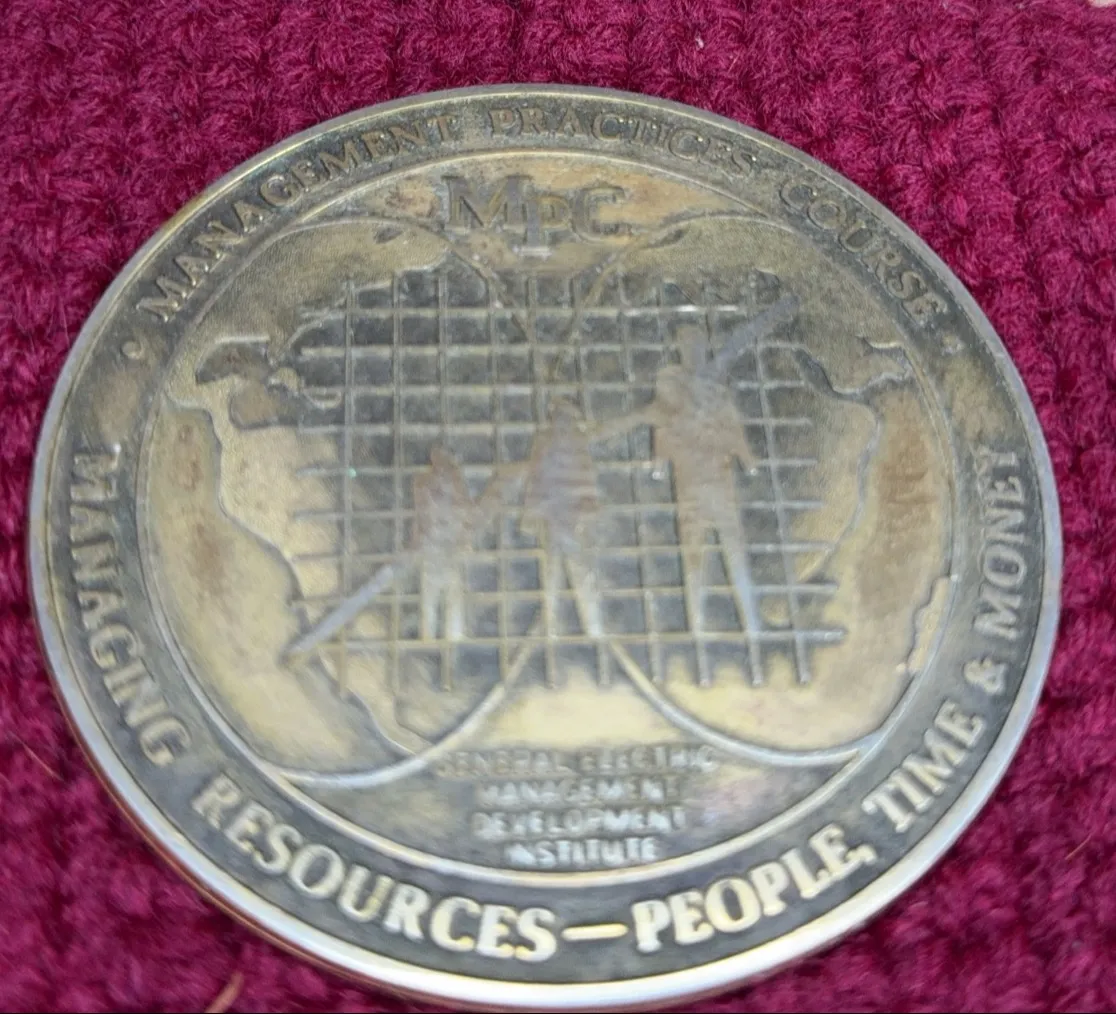 MANAGEMENT PRACTICES COURSE
MPC
GENERAL ELECTRIC
MANAGEMENT
DEVELOPMENT
INSTITUTE
MANAGING RESOURCES—PEOPLE, TIME & MONEY